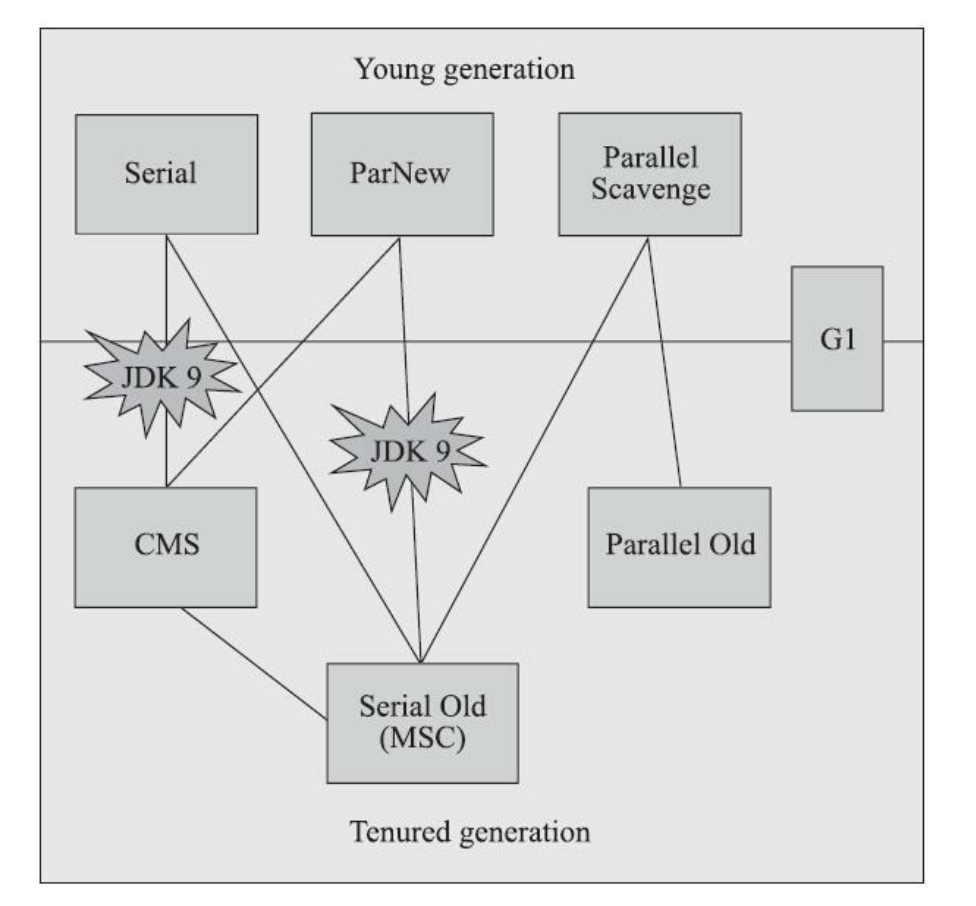 Young generation
Serial
ParNew
Parallel
Scavenge
G1
JDK 9
JDK 9
CMS
Parallel Old
Serial Old
(MSC)
Tenured generation